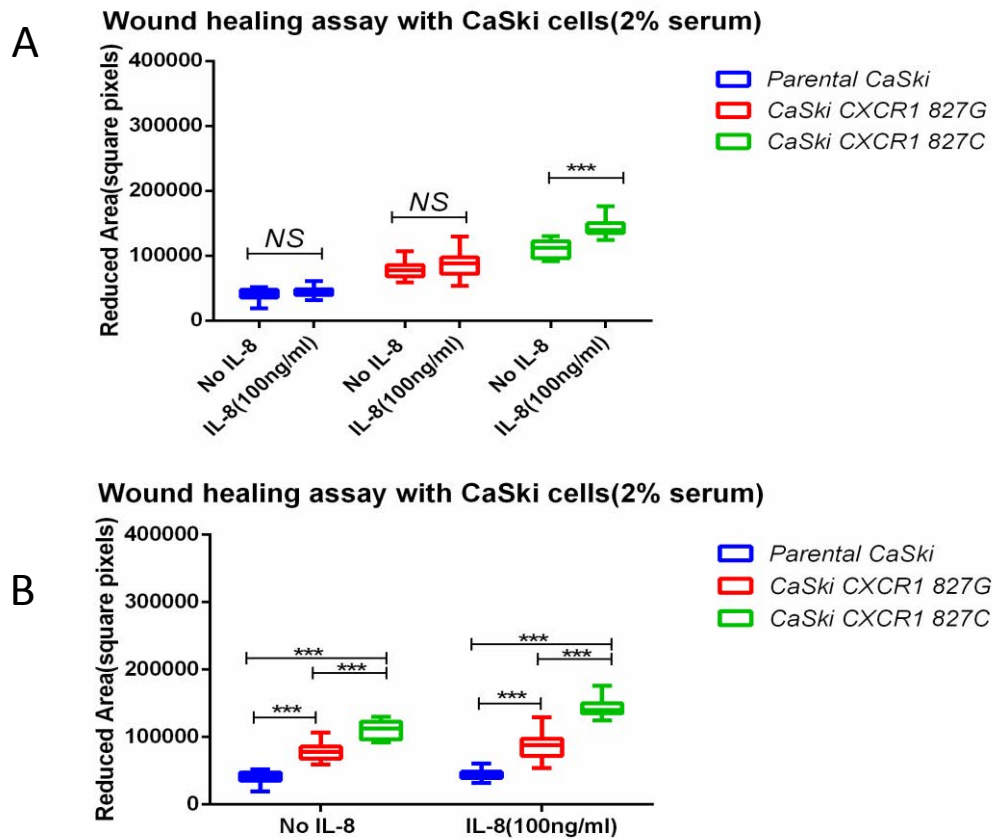 A
Wound healing assay with CaSki cells(2% serum)
Reduced Area(square pixels)
400000
300000
200000
100000
0
NS
NS
***
No IL-8
IL-8(100ng/ml)
No IL-8
IL-8(100ng/ml)
No IL-8
IL-8(100ng/ml)
Parental CaSki
CaSki CXCR1 827G
CaSki CXCR1 827C
B
Wound healing assay with CaSki cells(2% serum)
Reduced Area(square pixels)
400000
300000
200000
100000
0
***
***
***
***
***
***
No IL-8
IL-8(100ng/ml)
Parental CaSki
CaSki CXCR1 827G
CaSki CXCR1 827C